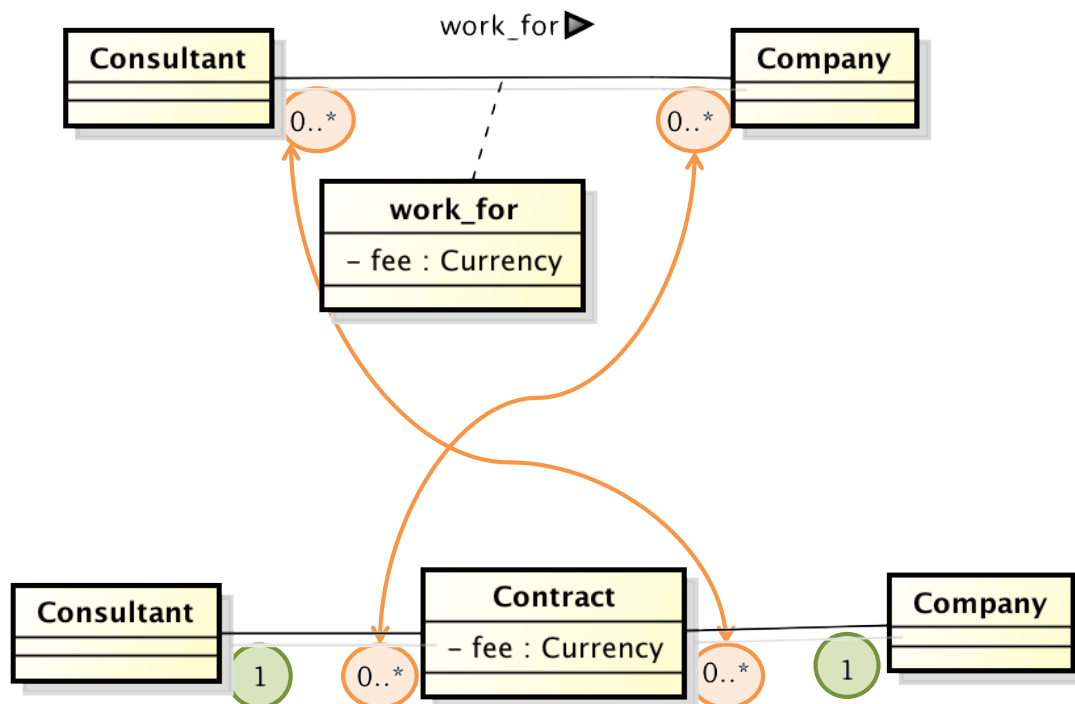 work_for
Consultant
Company
0..*
0..*
work_for
– fee : Currency
Consultant
Contract
Company
– fee : Currency
1
0..*
0..*
1